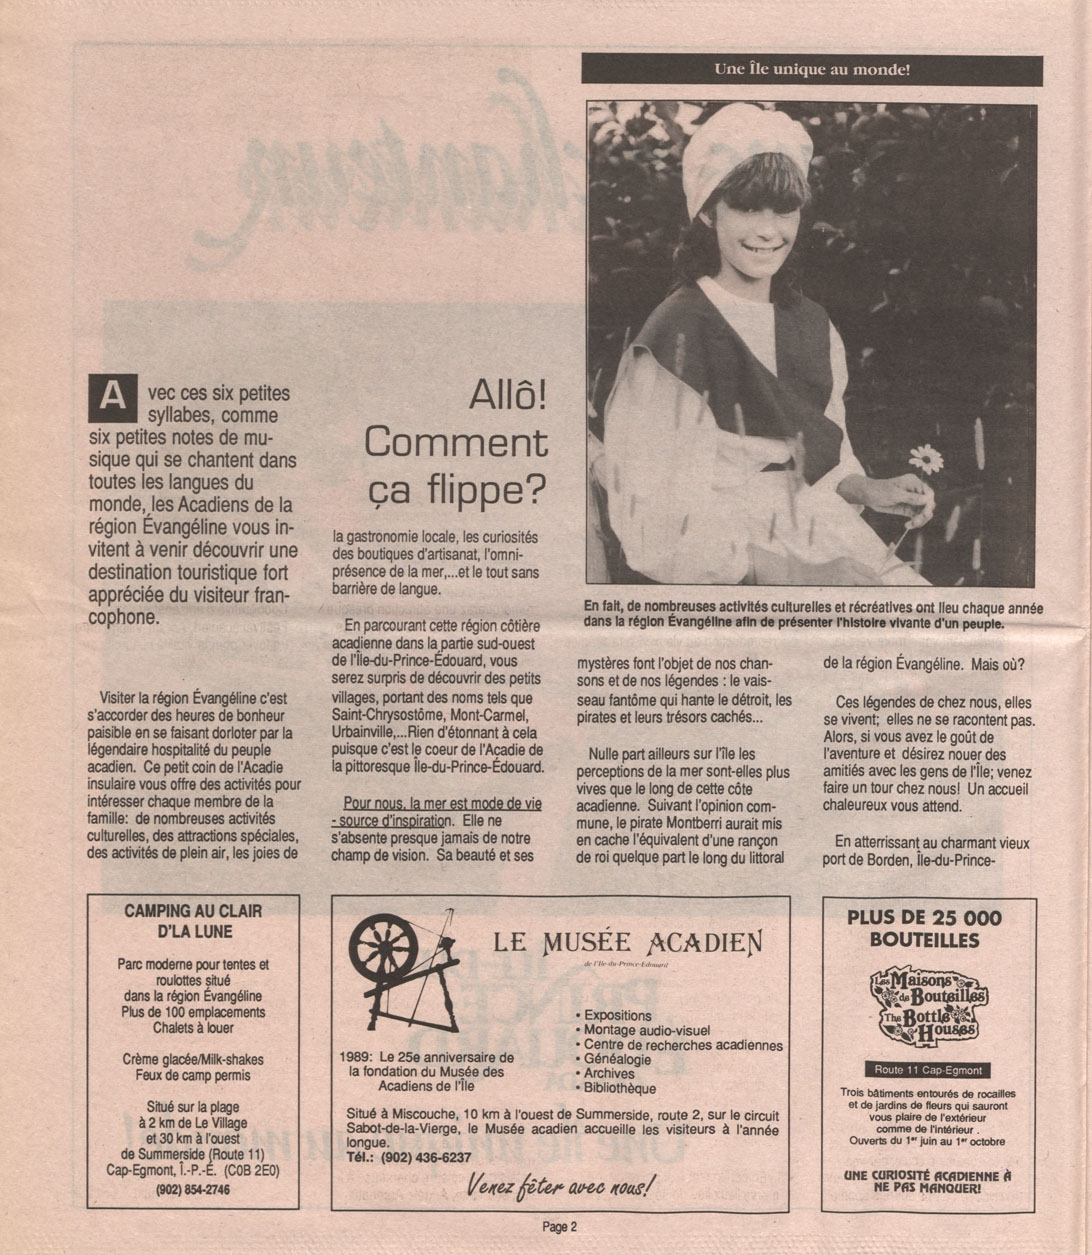 Une Île unique au monde!
Avec ces six petites
syllabes, comme
six petites notes de mu-
sique qui se chantent dans
toutes les langues du
monde, les Acadiens de la
région Évangéline vous in-
vitent à venir découvrir une
destination touristique fort
appréciée du visiteur fran-
cophone.
Allô!
Comment
ça flippe?
En fait, de nombreuses activités culturelles et récréatives ont lieu chaque année
dans la région Évangéline afin de présenter l'histoire vivante d'un peuple.
Visiter la région Évangéline c'est
s'accorder des heures de bonheur
paisible en se faisant dorloter par la
légendaire hospitalité du peuple
acadien. Ce petit coin de l'Acadie
insulaire vous offre des activités pour
intéresser chaque membre de la
famille: de nombreuses activités
culturelles, des attractions spéciales,
des activités de plein air, les joies de
la gastronomie locale, les curiosités
des boutiques d'artisanat, l'omni-
présence de la mer,...et le tout sans
barrière de langue.
En parcourant cette région côtière
acadienne dans la partie sud-ouest
de l'Île-du-Prince-Édouard, vous
serez surpris de découvrir des petits
villages, portant des noms tels que
Saint-Chrysostôme, Mont-Carmel,
Urbainville,...Rien d'étonnant à cela
puisque c'est le coeur de l'Acadie de
la pittoresque Île-du-Prince-Édouard.
Pour nous, la mer est mode de vie
- source d'inspiration. Elle ne
s'absente presque jamais de notre
champ de vision. Sa beauté et ses
mystères font l'objet de nos chan-
sons et de nos légendes : le vais-
seau fantôme qui hante le détroit, les
pirates et leurs trésors cachés...
Nulle part ailleurs sur l'île les
perceptions de la mer sont-elles plus
vives que le long de cette côte
acadienne. Suivant l'opinion com-
mune, le pirate Montberri aurait mis
en cache l'équivalent d'une rançon
de roi quelque part le long du littoral
de la région Évangéline. Mais où?
Ces légendes de chez nous, elles
se vivent; elles ne se racontent pas.
Alors, si vous avez le goût de
l'aventure et désirez nouer des
amitiés avec les gens de l'Île; venez
faire un tour chez nous! Un accueil
chaleureux vous attend.
En atterrissant au charmant vieux
port de Borden, Île-du-Prince-
CAMPING AU CLAIR
D'LA LUNE
Parc moderne pour tentes et
roulottes situé
dans la région Évangéline
Plus de 100 emplacements
Chalets à louer
Crème glacée/Milk-shakes
Feux de camp permis
Situé sur la plage
à 2 km de Le Village
et 30 km à l'ouest
de Summerside (Route 11)
Cap-Egmont, Î.-P.-É. (C0B 2E0)
(902) 854-2746
LE MUSÉE ACADIEN
de l'Île-du-Prince-Édouard
• Expositions
• Montage audio-visuel
• Centre de recherches acadiennes
• Généalogie
• Archives
• Bibliothèque
1989: Le 25e anniversaire de
la fondation du Musée des
Acadiens de l'Île
Situé à Miscouche, 10 km à l'ouest de Summerside, route 2, sur le circuit
Sabot-de-la-Vierge, le Musée acadien accueille les visiteurs à l'année
longue.
Tél.: (902) 436-6237
Venez fêter avec nous!
PLUS DE 25 000
BOUTEILLES
Les Maisons
de Bouteilles
The Bottle
Houses
Route 11 Cap-Egmont
Trois bâtiments entourés de rocailles
et de jardins de fleurs qui sauront
vous plaire de l'extérieur
comme de l'intérieur.
Ouverts du 1er juin au 1er octobre
UNE CURIOSITÉ ACADIENNE À
NE PAS MANQUER!
Page 2